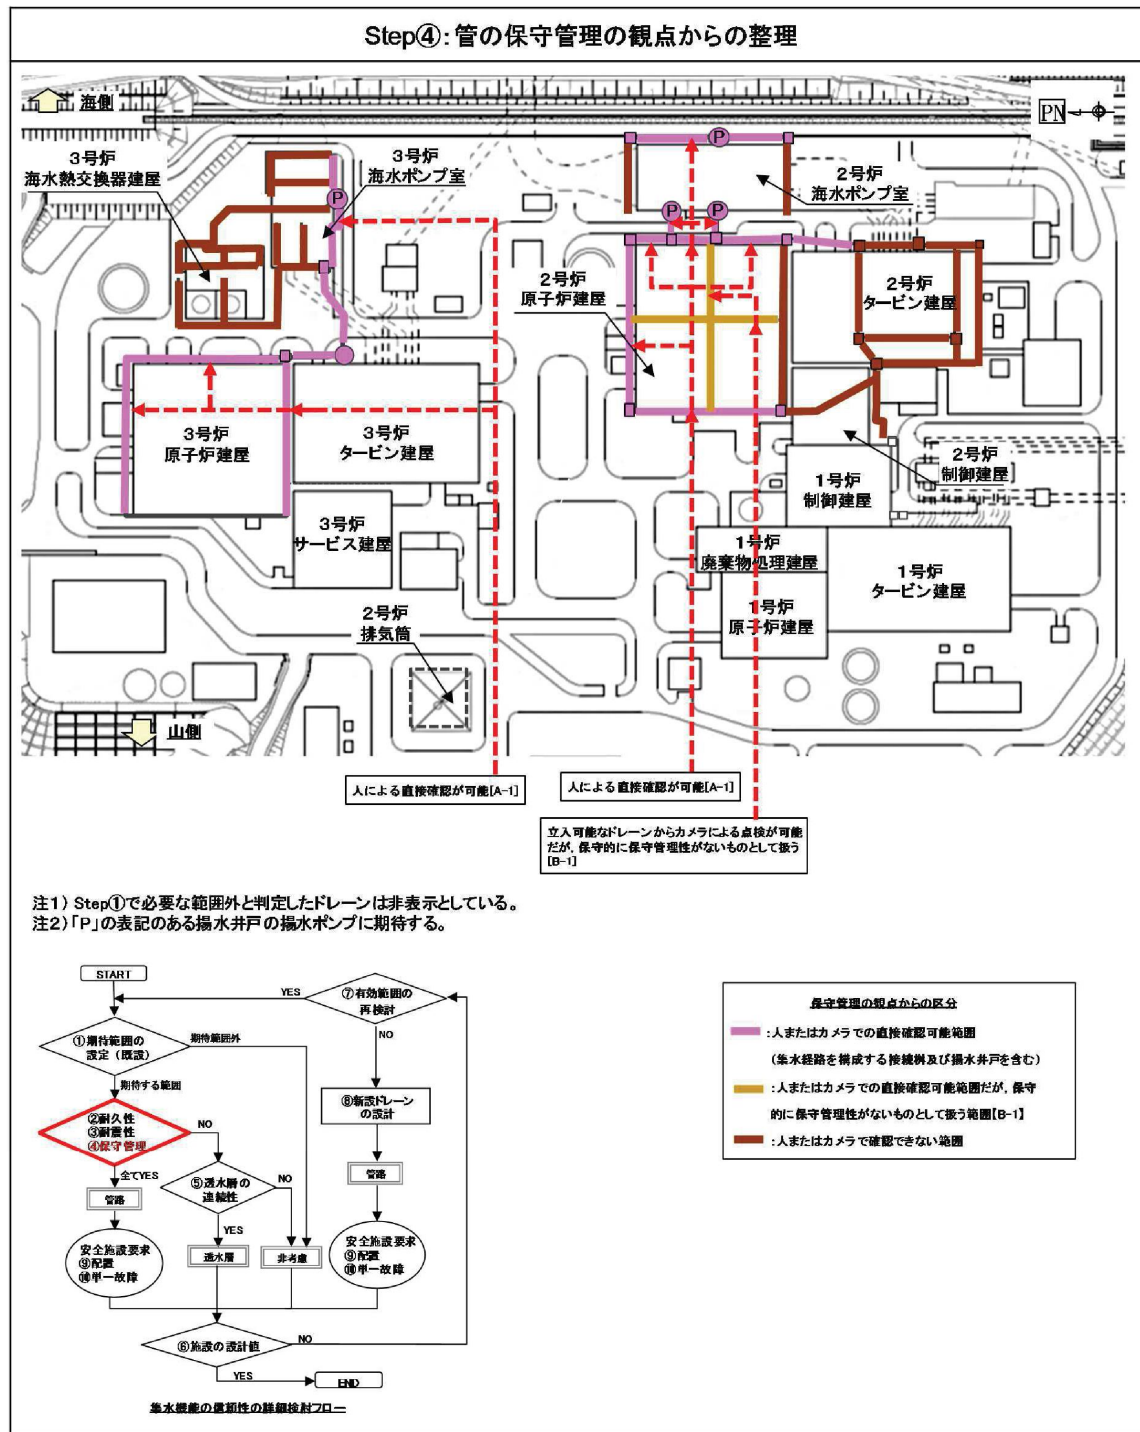 Step④:管の保守管理の観点からの整理
海側
PN
3号炉
海水熱交換器建屋
3号炉
海水ポンプ室
P
P
P
P
2号炉
海水ポンプ室
2号炉
原子炉建屋
2号炉
タービン建屋
3号炉
原子炉建屋
3号炉
タービン建屋
2号炉
制御建屋
1号炉
制御建屋
3号炉
サービス建屋
1号炉
廃棄物処理建屋
1号炉
タービン建屋
1号炉
原子炉建屋
2号炉
排気筒
山側
人による直接確認が可能[A-1]
人による直接確認が可能[A-1]
立入可能なドレーンからカメラによる点検が可能
だが，保守的に保守管理性がないものとして扱う
[B-1]
注1) Step①で必要な範囲外と判定したドレーンは非表示としている。
注2)「P」の表記のある揚水井戸の揚水ポンプに期待する。
START
YES
⑦有効範囲の
再検討
①期待範囲の
設定（既設）
期待範囲外
NO
期待する範囲
⑧新設ドレーン
の設計
②耐久性
③耐震性
④保守管理
NO
全てYES
⑤透水層の
連続性
NO
管路
管路
YES
安全施設要求
⑨配置
⑩単一故障
透水層
非考慮
安全施設要求
⑨配置
⑩単一故障
⑥施設の設計値
NO
YES
END
集水機能の信頼性の詳細検討フロー
保守管理の観点からの区分
:人またはカメラでの直接確認可能範囲
(集水経路を構成する接続桝及び揚水井戸を含む)
:人またはカメラでの直接確認可能範囲だが，保守
的に保守管理性がないものとして扱う範囲[B-1]
:人またはカメラで確認できない範囲